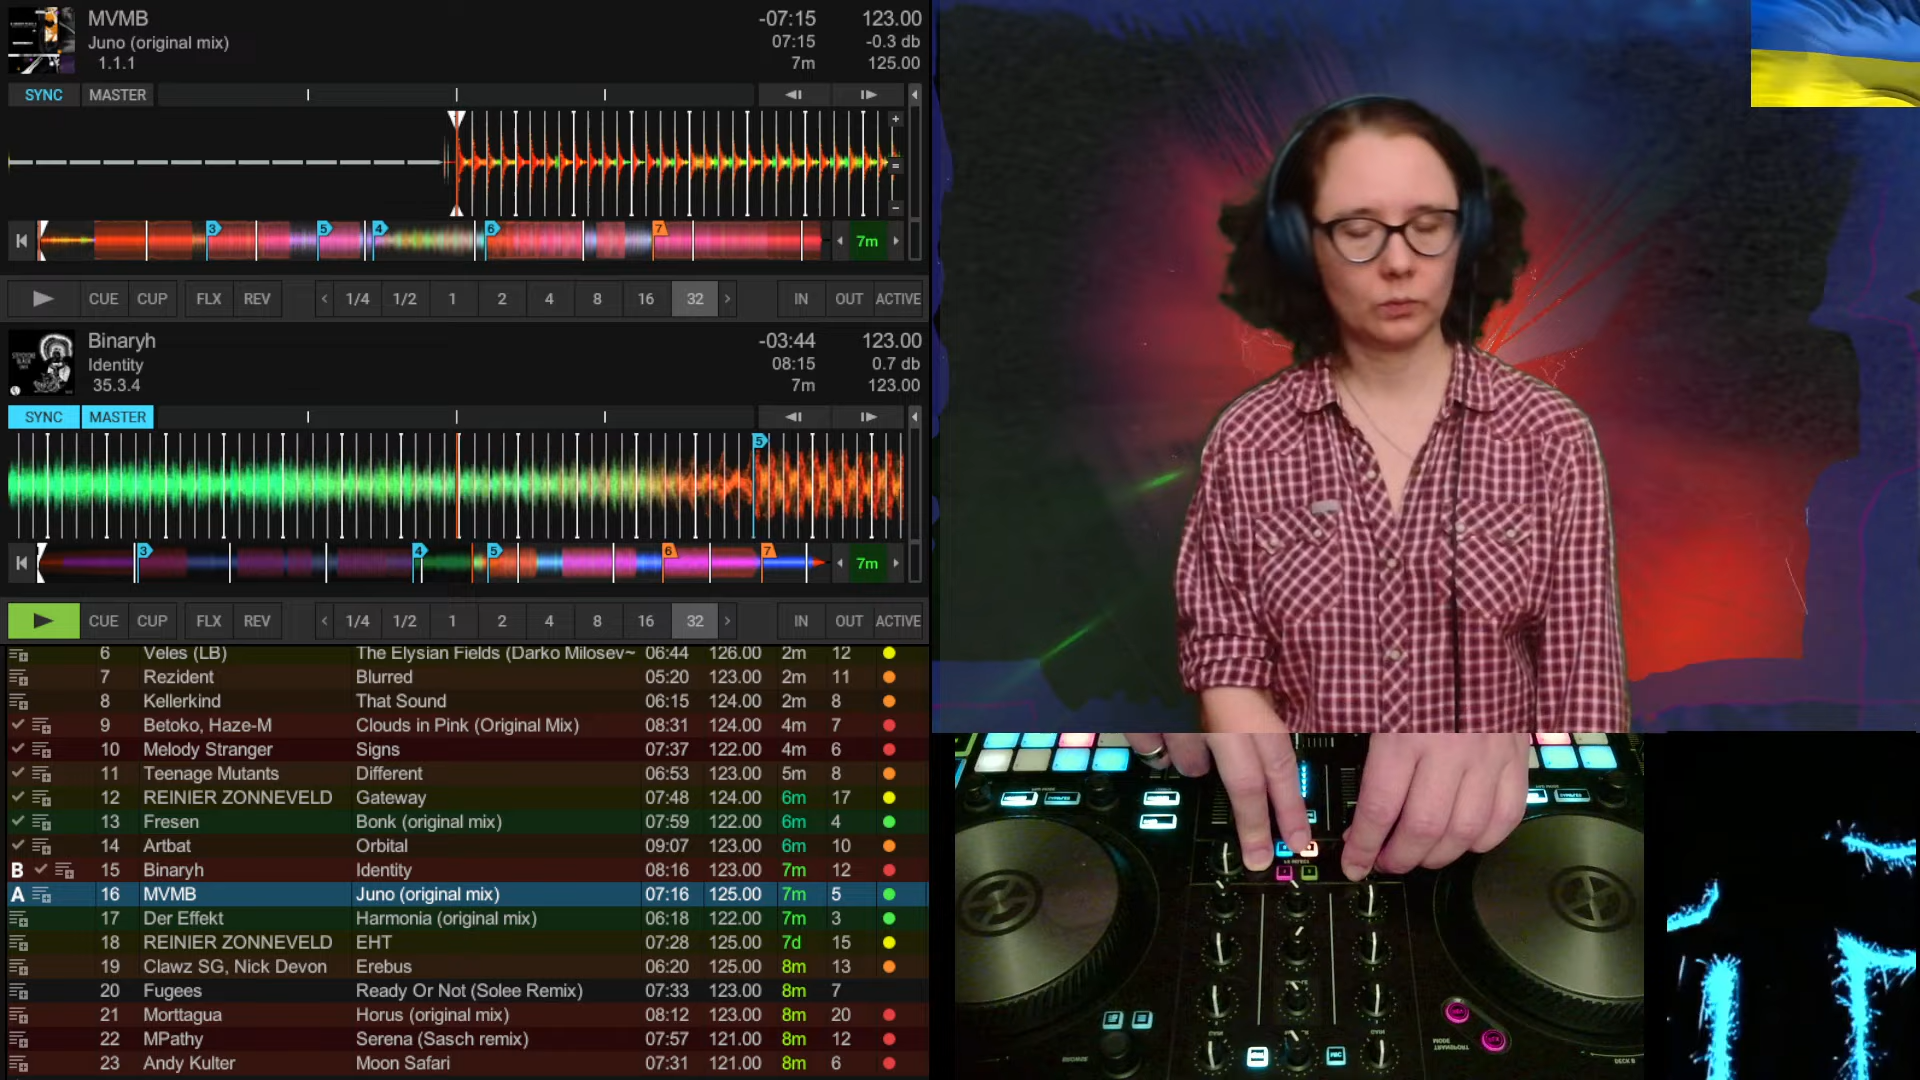 MVMB -07:15 123.00
Juno (original mix) 07:15 -0.3 db
1.1.1 7m 125.00
SYNC MASTER
3 5 4 6 7 7m
CUE CUP FLX REV 1/4 1/2 1 2 4 8 16 32 IN OUT ACTIVE
Binaryh -03:44 123.00
Identity 08:15 0.7 db
35.3.4 7m 123.00
SYNC MASTER
5
3 4 5 6 7 7m
CUE CUP FLX REV 1/4 1/2 1 2 4 8 16 32 IN OUT ACTIVE
6 Veles (LB) The Elysian Fields (Darko Milosev~ 06:44 126.00 2m 12
7 Rezident Blurred 05:20 123.00 2m 11
8 Kellerkind That Sound 06:15 124.00 2m 8
9 Betoko, Haze-M Clouds in Pink (Original Mix) 08:31 124.00 4m 7
10 Melody Stranger Signs 07:37 122.00 4m 6
11 Teenage Mutants Different 06:53 123.00 5m 8
12 REINIER ZONNEVELD Gateway 07:48 124.00 6m 17
13 Fresen Bonk (original mix) 07:59 122.00 6m 4
14 Artbat Orbital 09:07 123.00 6m 10
B 15 Binaryh Identity 08:16 123.00 7m 12
A 16 MVMB Juno (original mix) 07:16 125.00 7m 5
17 Der Effekt Harmonia (original mix) 06:18 122.00 7m 3
18 REINIER ZONNEVELD EHT 07:28 125.00 7d 15
19 Clawz SG, Nick Devon Erebus 06:20 125.00 8m 13
20 Fugees Ready Or Not (Solee Remix) 07:33 123.00 8m 7
21 Morttagua Horus (original mix) 08:12 123.00 8m 20
22 MPathy Serena (Sasch remix) 07:57 121.00 8m 12
23 Andy Kulter Moon Safari 07:31 121.00 8m 6